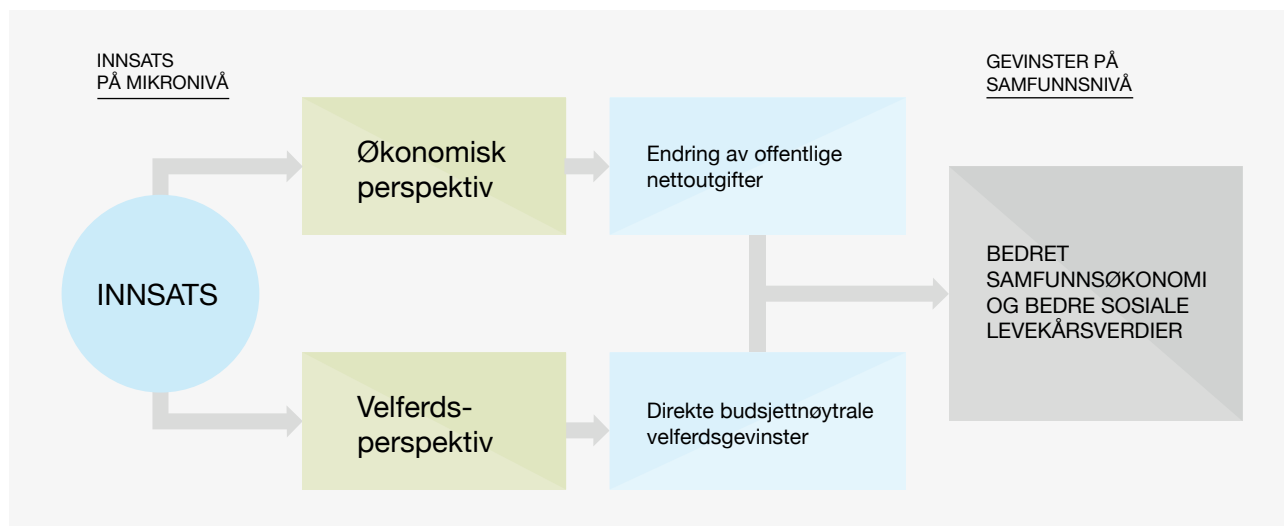 INNSATS
PÅ MIKRONIVÅ
GEVINSTER PÅ
SAMFUNNSNIVÅ
INNSATS
Økonomisk
perspektiv
Endring av offentlige
nettoutgifter
Velferds-
perspektiv
Direkte budsjettnøytrale
velferdsgevinster
BEDRET
SAMFUNNSØKONOMI
OG BEDRE SOSIALE
LEVEKÅRSVERDIER